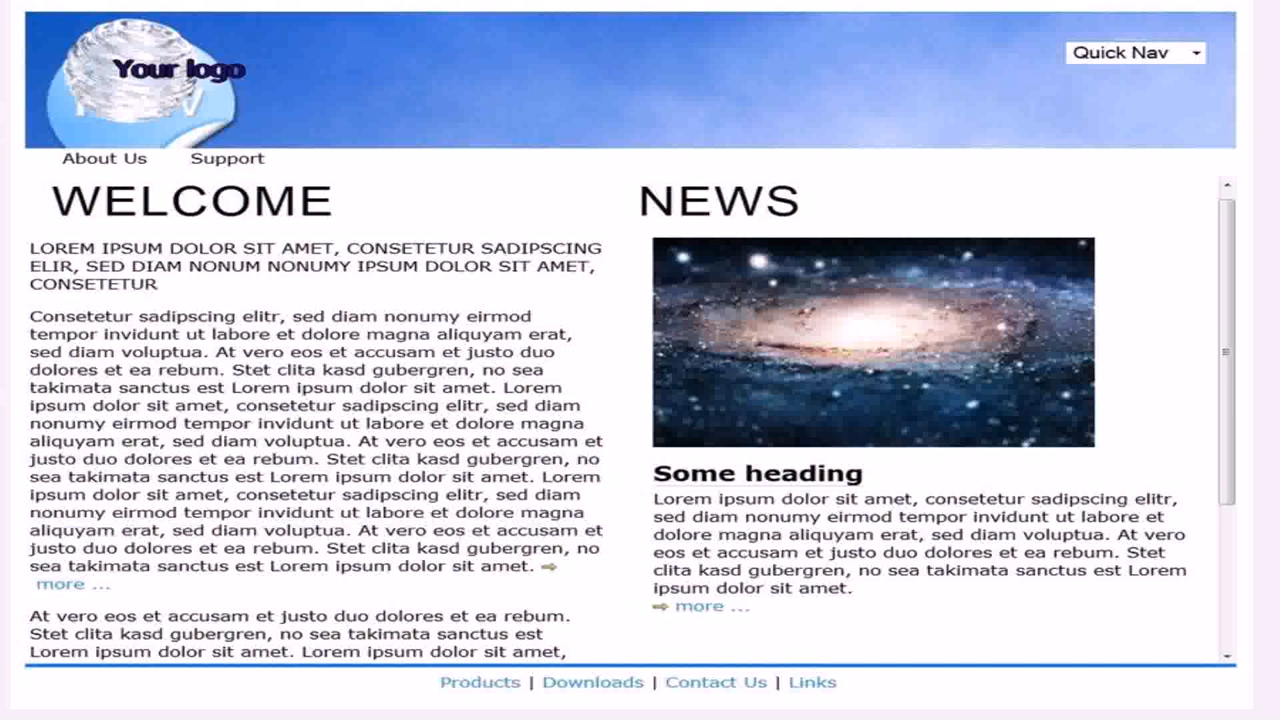 Your logo
Quick Nav
About Us Support
WELCOME
LOREM IPSUM DOLOR SIT AMET, CONSETETUR SADIPSCING
ELIR, SED DIAM NONUM NONUMY IPSUM DOLOR SIT AMET,
CONSETETUR
Consetetur sadipscing elitr, sed diam nonumy eirmod
tempor invidunt ut labore et dolore magna aliquyam erat,
sed diam voluptua. At vero eos et accusam et justo duo
dolores et ea rebum. Stet clita kasd gubergren, no sea
takimata sanctus est Lorem ipsum dolor sit amet. Lorem
ipsum dolor sit amet, consetetur sadipscing elitr, sed diam
nonumy eirmod tempor invidunt ut labore et dolore magna
aliquyam erat, sed diam voluptua. At vero eos et accusam et
justo duo dolores et ea rebum. Stet clita kasd gubergren, no
sea takimata sanctus est Lorem ipsum dolor sit amet. Lorem
ipsum dolor sit amet, consetetur sadipscing elitr, sed diam
nonumy eirmod tempor invidunt ut labore et dolore magna
aliquyam erat, sed diam voluptua. At vero eos et accusam et
justo duo dolores et ea rebum. Stet clita kasd gubergren, no
sea takimata sanctus est Lorem ipsum dolor sit amet. ⇨
more ...
At vero eos et accusam et justo duo dolores et ea rebum.
Stet clita kasd gubergren, no sea takimata sanctus est
Lorem ipsum dolor sit amet. Lorem ipsum dolor sit amet,
NEWS
Some heading
Lorem ipsum dolor sit amet, consetetur sadipscing elitr,
sed diam nonumy eirmod tempor invidunt ut labore et
dolore magna aliquyam erat, sed diam voluptua. At vero
eos et accusam et justo duo dolores et ea rebum. Stet
clita kasd gubergren, no sea takimata sanctus est Lorem
ipsum dolor sit amet.
⇨ more ...
Products | Downloads | Contact Us | Links